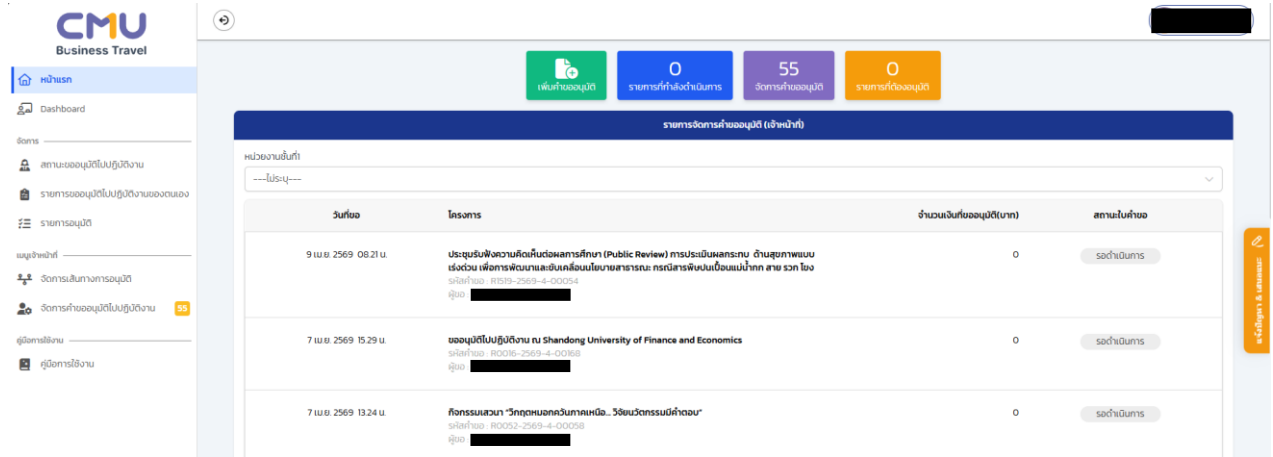 CMU
Business Travel
หน้าแรก
Dashboard
จัดการ
สถานะขออนุมัติไปปฏิบัติงาน
รายการขออนุมัติไปปฏิบัติงานของตนเอง
รายการอนุมัติ
เมนูเจ้าหน้าที่
จัดการเส้นทางการอนุมัติ
จัดการคำขออนุมัติไปปฏิบัติงาน 55
คู่มือการใช้งาน
คู่มือการใช้งาน
เพิ่มคำขออนุมัติ
0
รายการที่กำลังดำเนินการ
55
จัดการคำขออนุมัติ
0
รายการที่ต้องอนุมัติ
รายการจัดการคำขออนุมัติ (เจ้าหน้าที่)
หน่วยงานชั้นที่1
---ไม่ระบุ---
วันที่ขอ โครงการ จำนวนเงินที่ขออนุมัติ(บาท) สถานะใบคำขอ
9 เม.ย. 2569 08.21 น. ประชุมรับฟังความคิดเห็นต่อผลการศึกษา (Public Review) การประเมินผลกระทบ ด้านสุขภาพแบบ 0 รอดำเนินการ
เร่งด่วน เพื่อการพัฒนาและขับเคลื่อนนโยบายสาธารณะ กรณีสารพิษปนเปื้อนแม่น้ำกก สาย รวก โขง
รหัสคำขอ : R1519-2569-4-00054
ผู้ขอ :
7 เม.ย. 2569 15.29 น. ขออนุมัติไปปฏิบัติงาน ณ Shandong University of Finance and Economics 0 รอดำเนินการ
รหัสคำขอ : R0016-2569-4-00168
ผู้ขอ :
7 เม.ย. 2569 13.24 น. กิจกรรมเสวนา "วิกฤตหมอกควันภาคเหนือ... วิจัยนวัตกรรมมีคำตอบ" 0 รอดำเนินการ
รหัสคำขอ : R0052-2569-4-00058
ผู้ขอ :
แจ้งปัญหา & เสนอแนะ